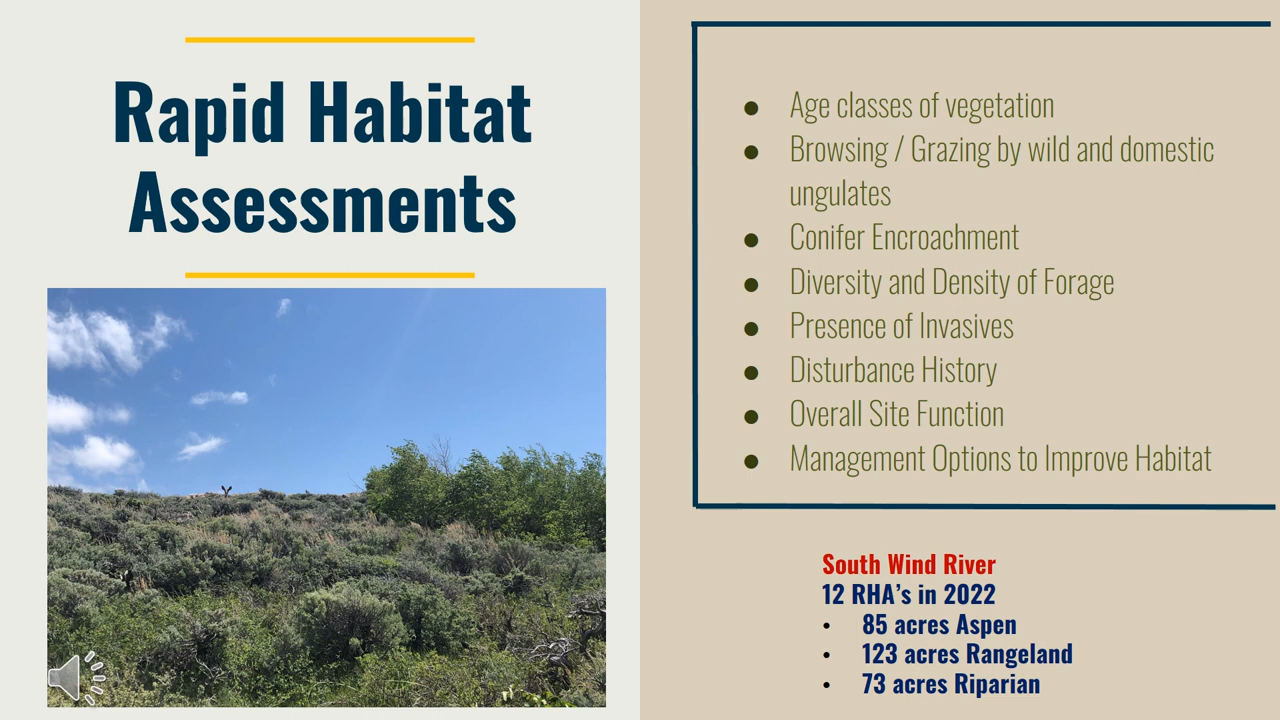 Rapid Habitat
Assessments
● Age classes of vegetation
● Browsing / Grazing by wild and domestic
ungulates
● Conifer Encroachment
● Diversity and Density of Forage
● Presence of Invasives
● Disturbance History
● Overall Site Function
● Management Options to Improve Habitat
South Wind River
12 RHA’s in 2022
• 85 acres Aspen
• 123 acres Rangeland
• 73 acres Riparian